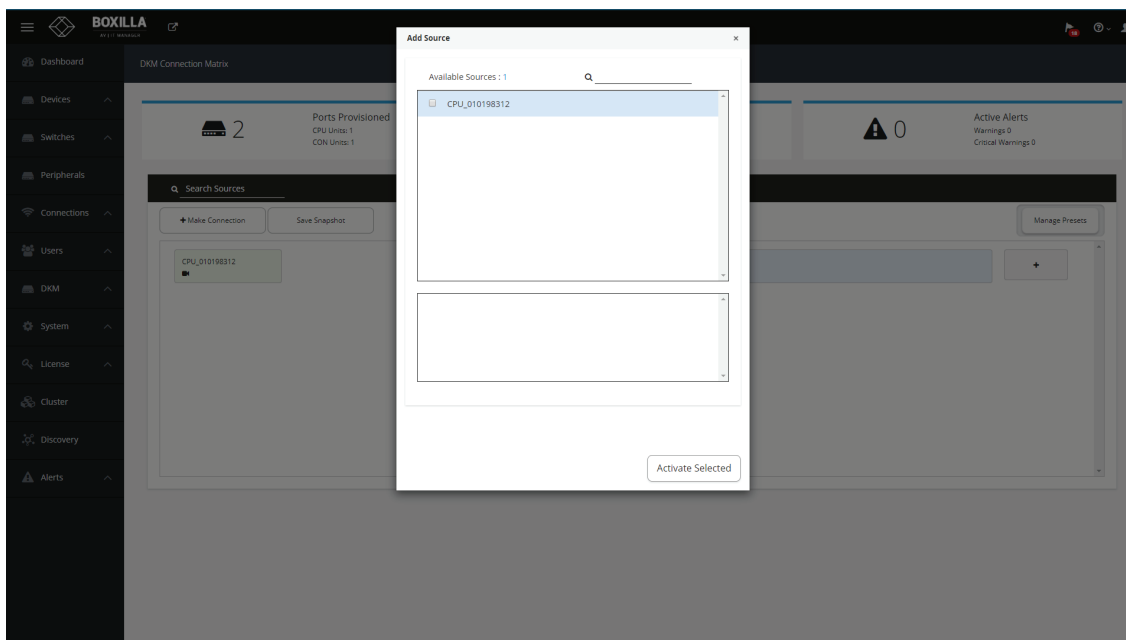 BOXILLA
AV | IT MANAGER
18
Dashboard
Devices
Switches
Peripherals
Connections
Users
DKM
System
License
Cluster
Discovery
Alerts
DKM Connection Matrix
2
Ports Provisioned
CPU Units: 1
CON Units: 1
0
Active Alerts
Warnings 0
Critical Warnings 0
Search Sources
+ Make Connection
Save Snapshot
Manage Presets
CPU_010198312
+
Add Source
×
Available Sources : 1
CPU_010198312
Activate Selected